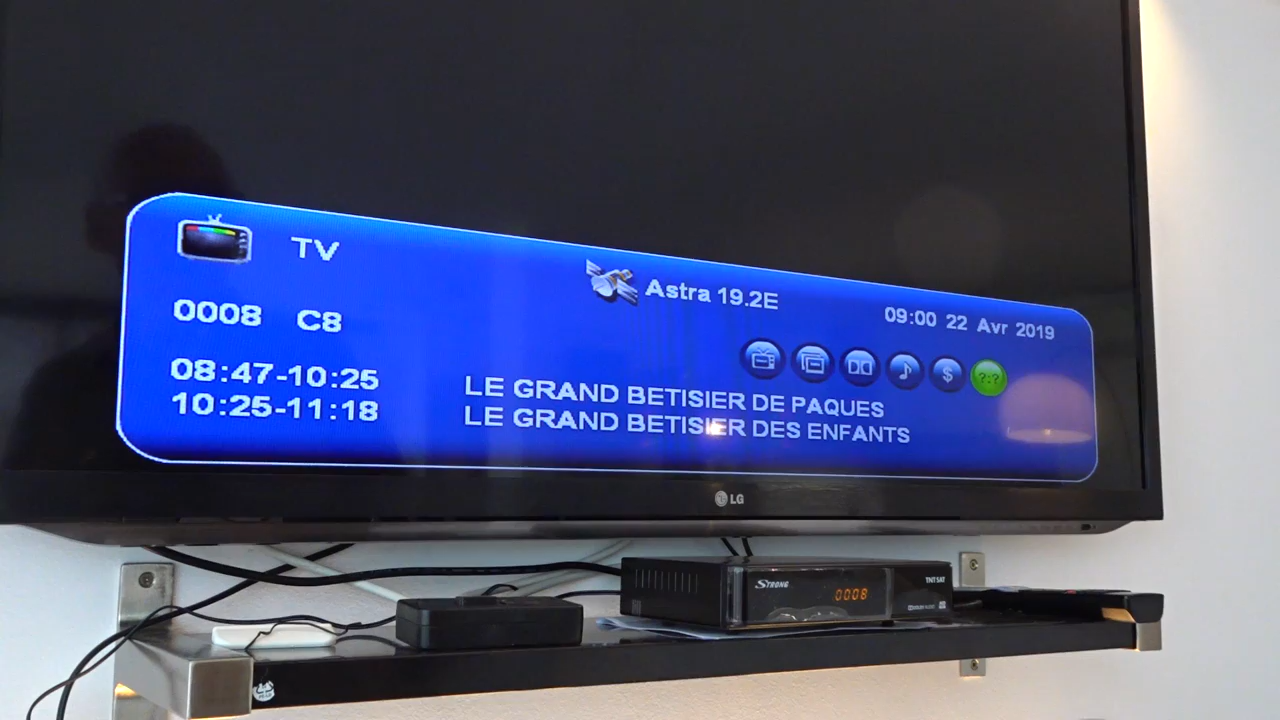 TV
Astra 19.2E
09:00 22 Avr 2019
0008 C8
?:?
$
08:47-10:25 LE GRAND BETISIER DE PAQUES
10:25-11:18 LE GRAND BETISIER DES ENFANTS
LG
STRONG
0008
TNT SAT